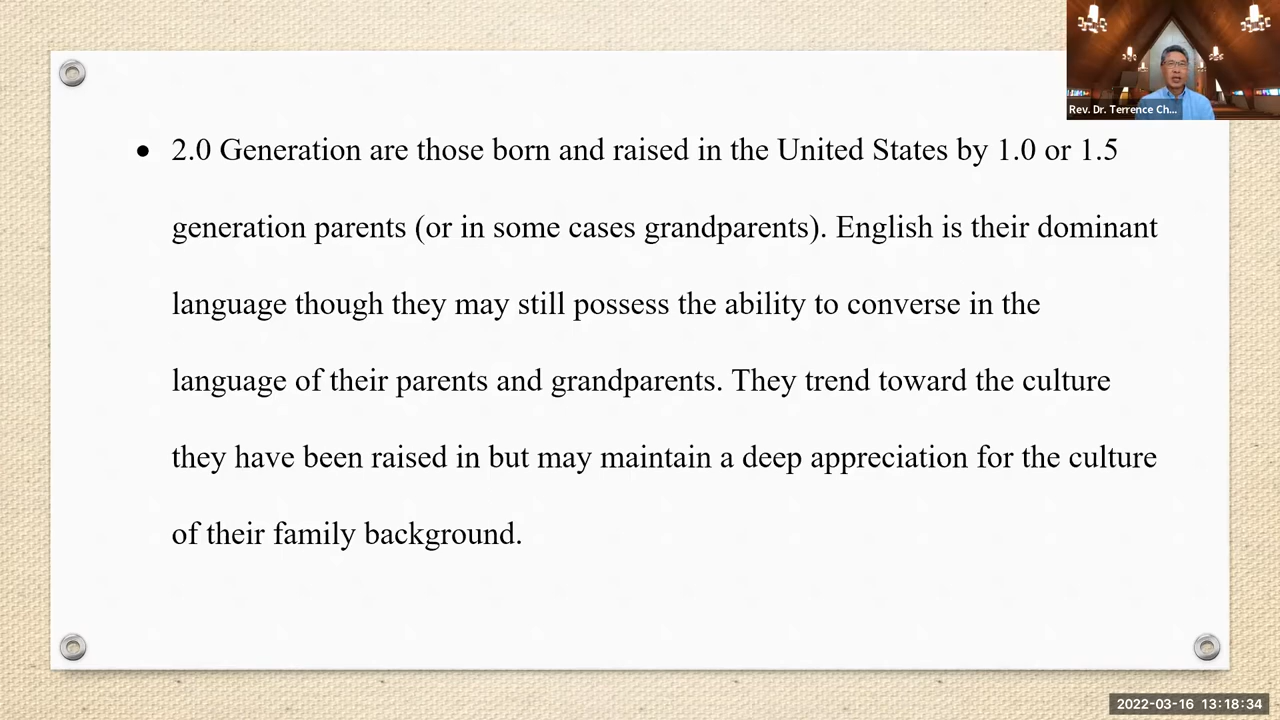 Rev. Dr. Terrence Ch...
• 2.0 Generation are those born and raised in the United States by 1.0 or 1.5
generation parents (or in some cases grandparents). English is their dominant
language though they may still possess the ability to converse in the
language of their parents and grandparents. They trend toward the culture
they have been raised in but may maintain a deep appreciation for the culture
of their family background.
2022-03-16 13:18:34